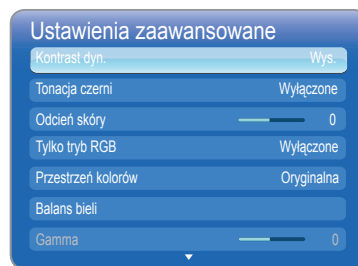 Ustawienia zaawansowane
Kontrast dyn. Wys.
Tonacja czerni Wyłączone
Odcień skóry 0
Tylko tryb RGB Wyłączone
Przestrzeń kolorów Oryginalna
Balans bieli
Gamma 0